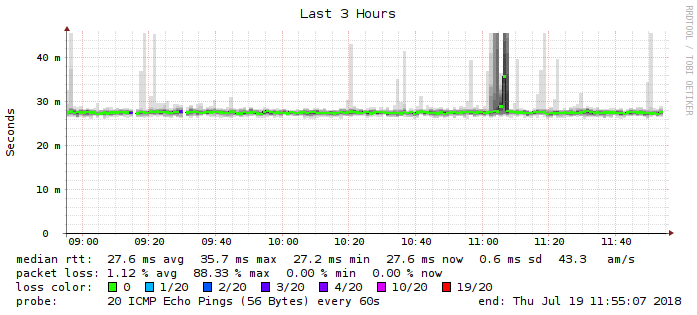 Last 3 Hours
RRDTOOL / TOBI OETIKER
Seconds
40 m
30 m
20 m
10 m
0
09:00 09:20 09:40 10:00 10:20 10:40 11:00 11:20 11:40
median rtt: 27.6 ms avg 35.7 ms max 27.2 ms min 27.6 ms now 0.6 ms sd 43.3 am/s
packet loss: 1.12 % avg 88.33 % max 0.00 % min 0.00 % now
loss color: 0 1/20 2/20 3/20 4/20 10/20 19/20
probe: 20 ICMP Echo Pings (56 Bytes) every 60s end: Thu Jul 19 11:55:07 2018